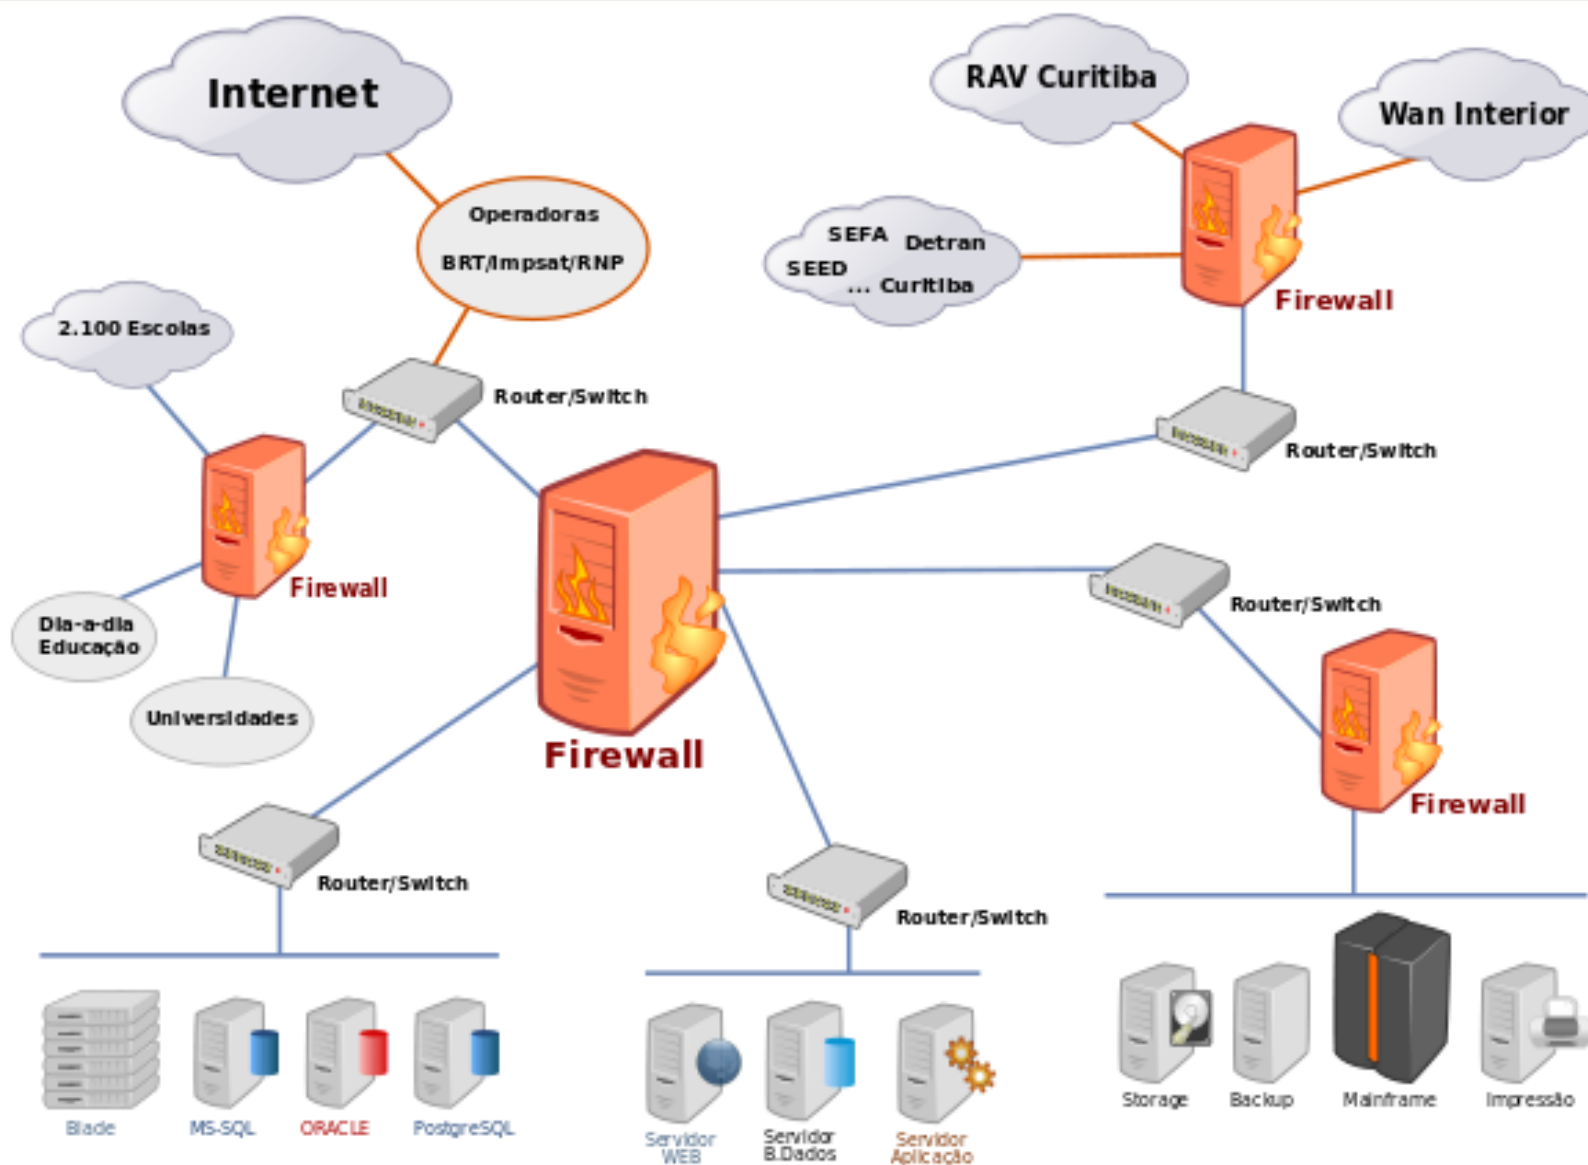 Internet
RAV Curitiba
Wan Interior
Operadoras
BRT/Impsat/RNP
SEFA Detran
SEED
... Curitiba
Firewall
2.100 Escolas
Router/Switch
Router/Switch
Firewall
Dia-a-dia
Educação
Universidades
Firewall
Router/Switch
Firewall
Router/Switch
Router/Switch
Blade
MS-SQL
ORACLE
PostgreSQL
Servidor
WEB
Servidor
B.Dados
Servidor
Aplicação
Storage
Backup
Mainframe
Impressão